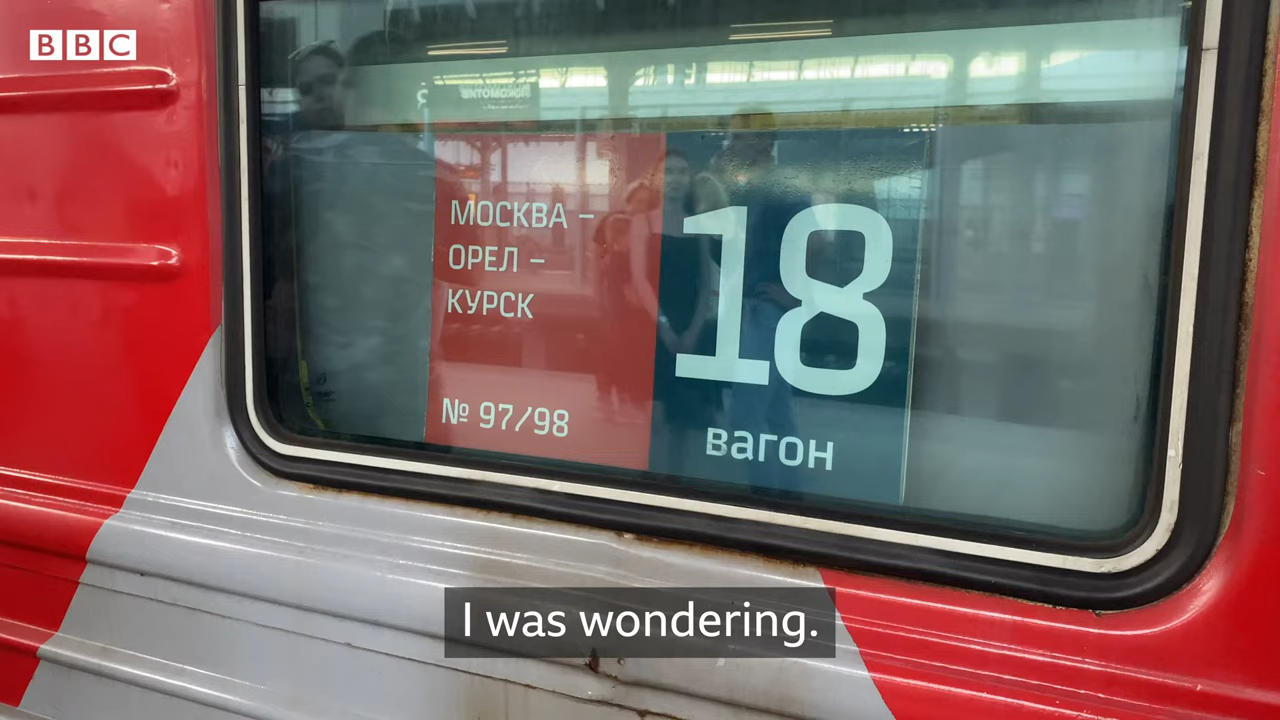 BBC
МОСКВА –
ОРЕЛ –
КУРСК
№ 97/98
18
вагон
I was wondering.